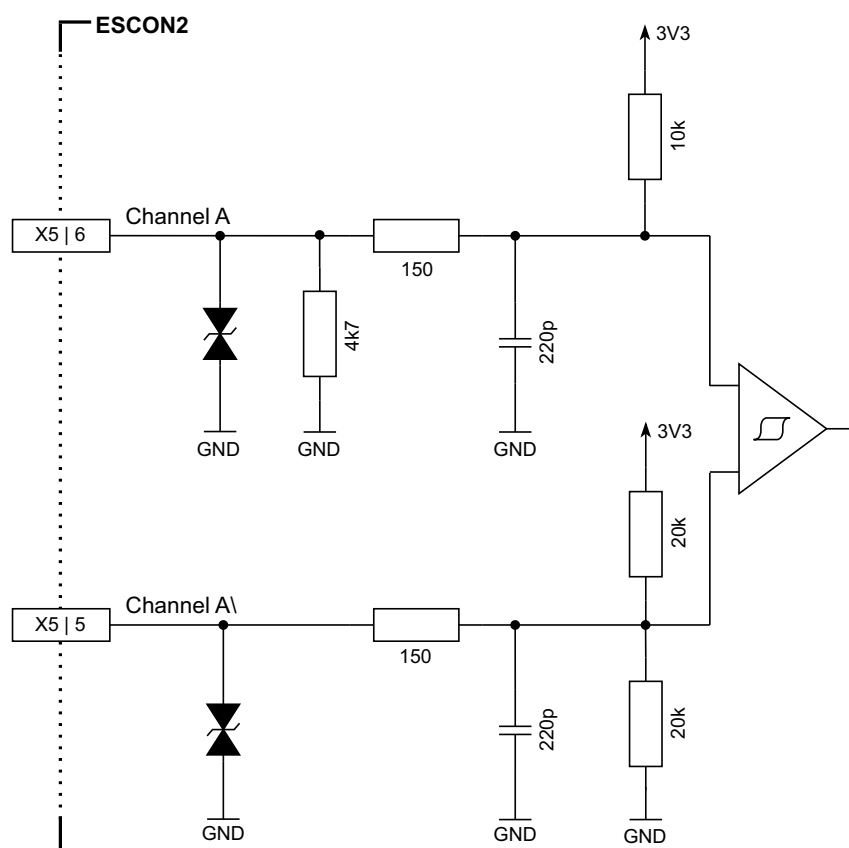 ESCON2
3V3
10k
X5 | 6
Channel A
150
4k7
220p
GND
GND
GND
3V3
20k
X5 | 5
Channel A\
150
220p
20k
GND
GND
GND